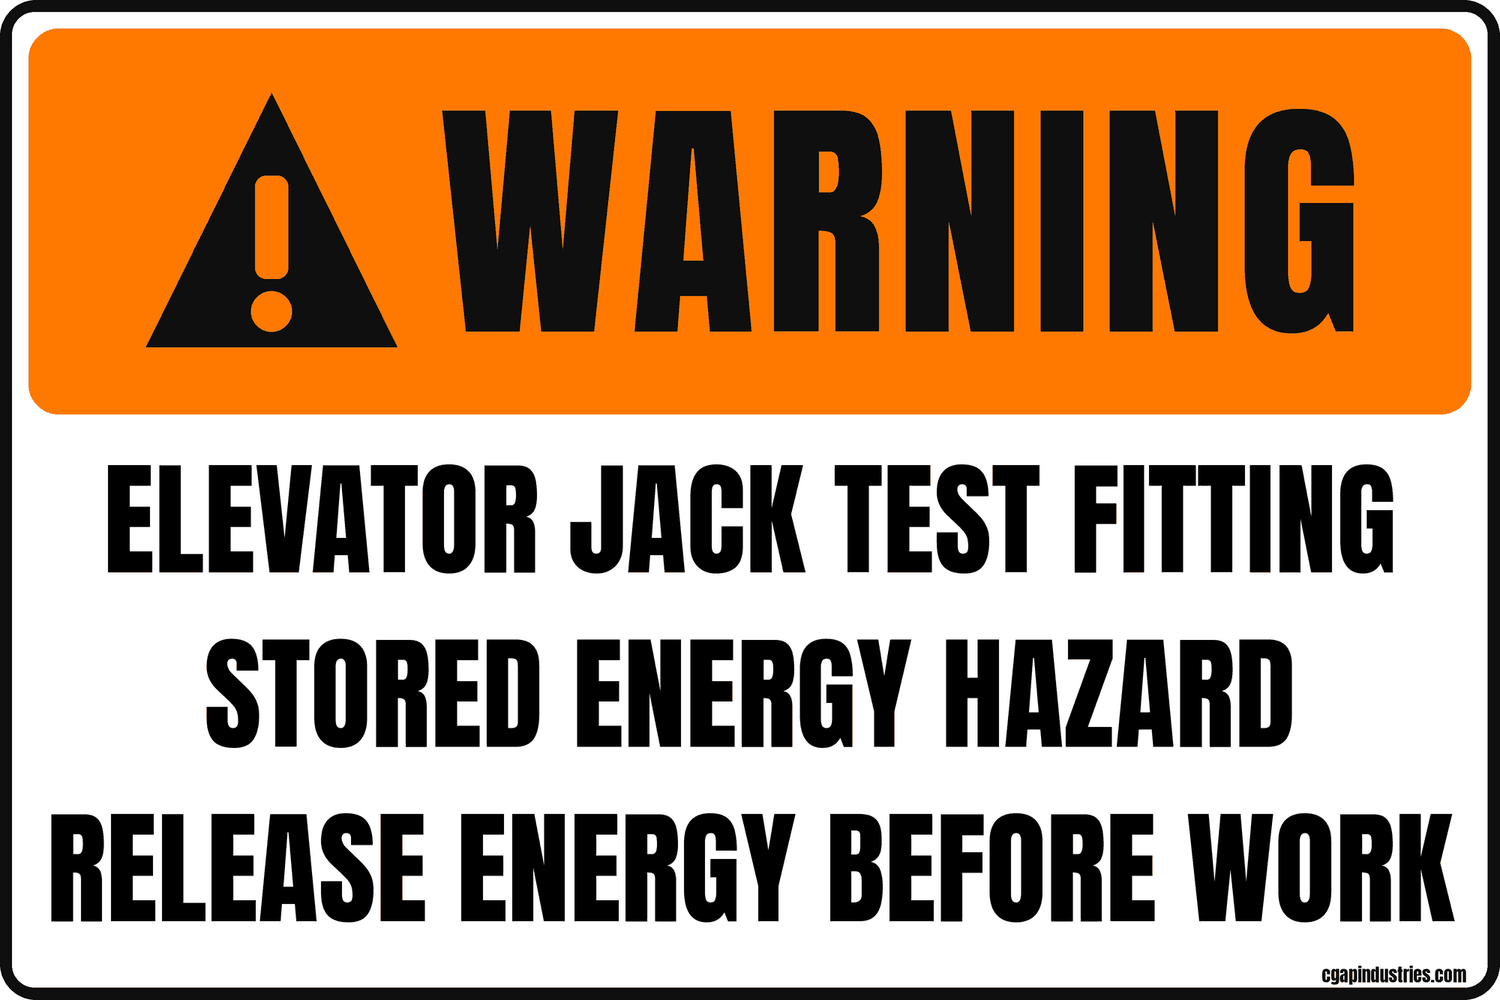 WARNING
ELEVATOR JACK TEST FITTING
STORED ENERGY HAZARD
RELEASE ENERGY BEFORE WORK
cgapindustries.com